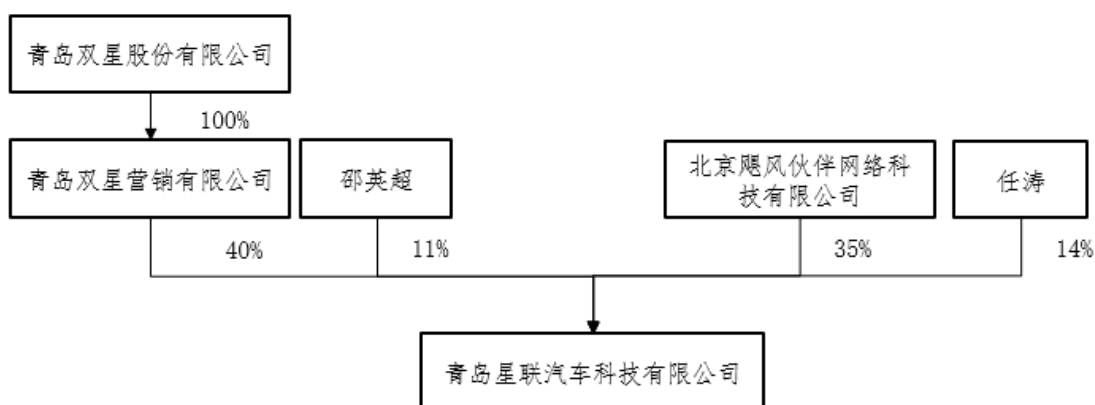 青岛双星股份有限公司
100%
青岛双星营销有限公司
邵英超
北京飓风伙伴网络科
技有限公司
任涛
40%
11%
35%
14%
青岛星联汽车科技有限公司